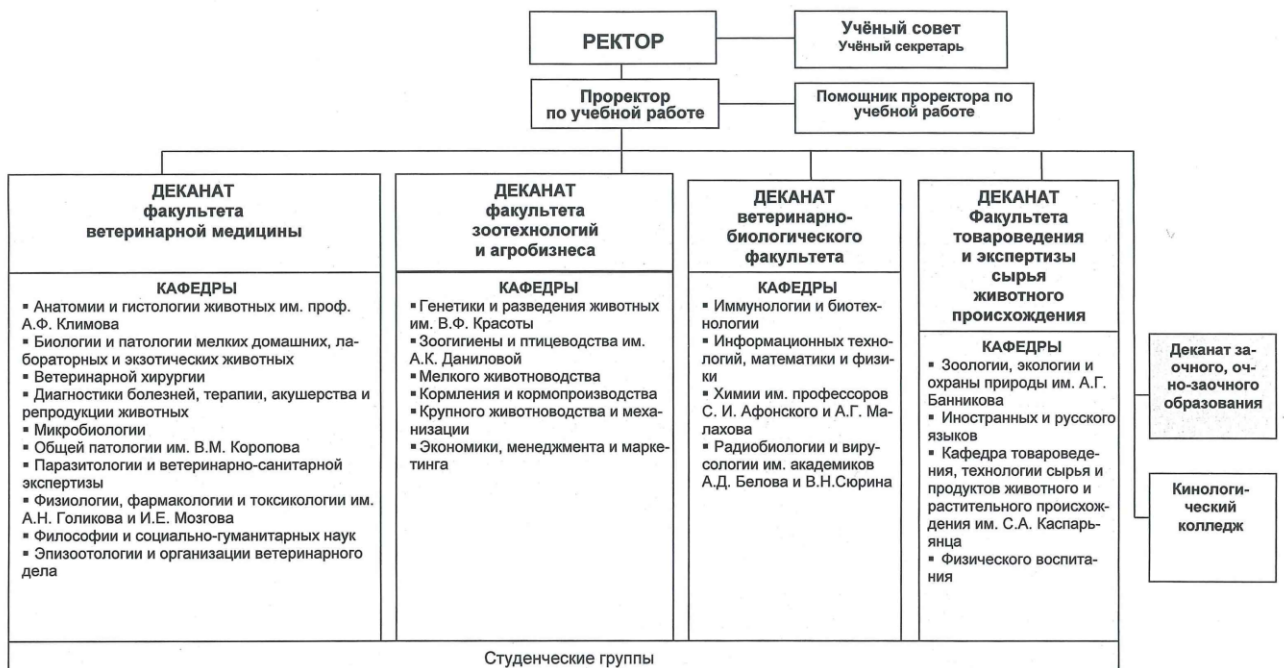 РЕКТОР
Учёный совет
Учёный секретарь
Проректор
по учебной работе
Помощник проректора по
учебной работе
ДЕКАНАТ
факультета
ветеринарной медицины
КАФЕДРЫ
▪ Анатомии и гистологии животных им. проф.
А.Ф. Климова
▪ Биологии и патологии мелких домашних, ла-
бораторных и экзотических животных
▪ Ветеринарной хирургии
▪ Диагностики болезней, терапии, акушерства и
репродукции животных
▪ Микробиологии
▪ Общей патологии им. В.М. Коропова
▪ Паразитологии и ветеринарно-санитарной
экспертизы
▪ Физиологии, фармакологии и токсикологии им.
А.Н. Голикова и И.Е. Мозгова
▪ Философии и социально-гуманитарных наук
▪ Эпизоотологии и организации ветеринарного
дела
ДЕКАНАТ
факультета
зоотехнологий
и агробизнеса
КАФЕДРЫ
▪ Генетики и разведения животных
им. В.Ф. Красоты
▪ Зоогигиены и птицеводства им.
А.К. Даниловой
▪ Мелкого животноводства
▪ Кормления и кормопроизводства
▪ Крупного животноводства и меха-
низации
▪ Экономики, менеджмента и марке-
тинга
ДЕКАНАТ
ветеринарно-
биологического
факультета
КАФЕДРЫ
▪ Иммунологии и биотех-
нологии
▪ Информационных техно-
логий, математики и физи-
ки
▪ Химии им. профессоров
С. И. Афонского и А.Г. Ма-
лахова
▪ Радиобиологии и виру-
сологии им. академиков
А.Д. Белова и В.Н.Сюрина
ДЕКАНАТ
Факультета
товароведения
и экспертизы
сырья
животного
происхождения
КАФЕДРЫ
▪ Зоологии, экологии и
охраны природы им. А.Г.
Банникова
▪ Иностранных и русского
языков
▪ Кафедра товароведе-
ния, технологии сырья и
продуктов животного и
растительного происхож-
дения им. С.А. Каспарь-
янца
▪ Физического воспита-
ния
Деканат за-
очного, оч-
но-заочного
образования
Кинологи-
ческий
колледж
Студенческие группы